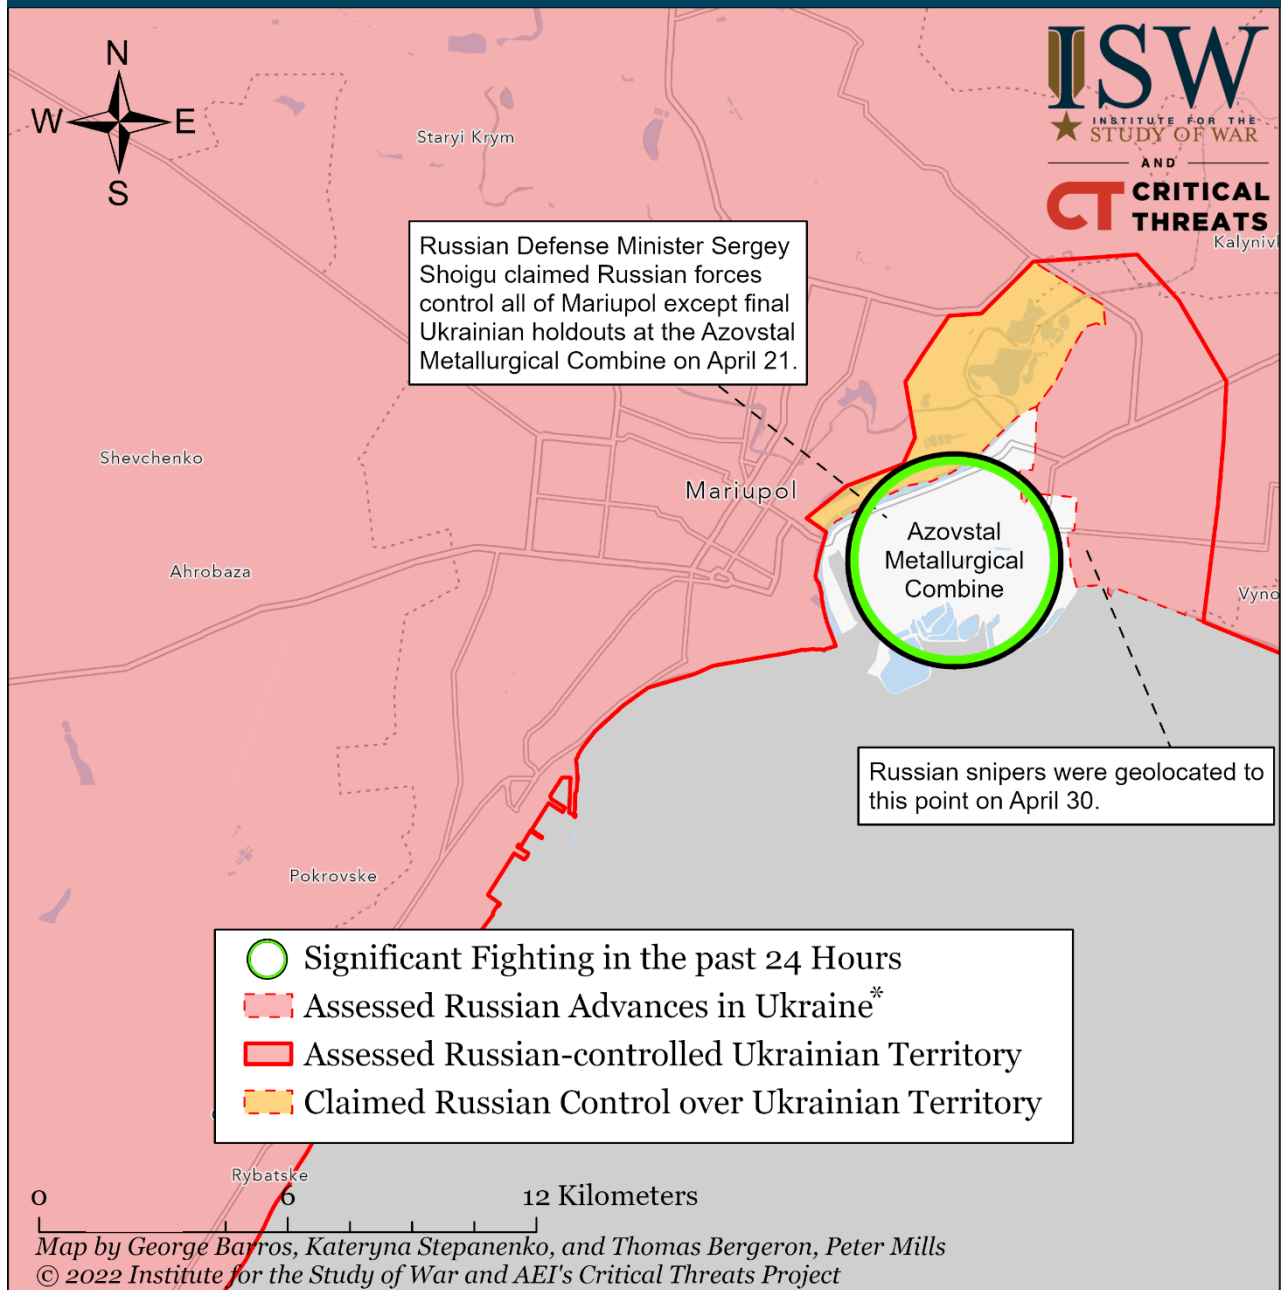 N
W E
S
ISW
INSTITUTE FOR THE
STUDY OF WAR
AND
CT CRITICAL
THREATS
Staryi Krym
Russian Defense Minister Sergey
Shoigu claimed Russian forces
control all of Mariupol except final
Ukrainian holdouts at the Azovstal
Metallurgical Combine on April 21.
Shevchenko
Mariupol
Azovstal
Metallurgical
Combine
Ahrobaza
Russian snipers were geolocated to
this point on April 30.
Pokrovske
Significant Fighting in the past 24 Hours
Assessed Russian Advances in Ukraine*
Assessed Russian-controlled Ukrainian Territory
Claimed Russian Control over Ukrainian Territory
Rybatske
0 6 12 Kilometers
Map by George Barros, Kateryna Stepanenko, and Thomas Bergeron, Peter Mills
© 2022 Institute for the Study of War and AEI's Critical Threats Project